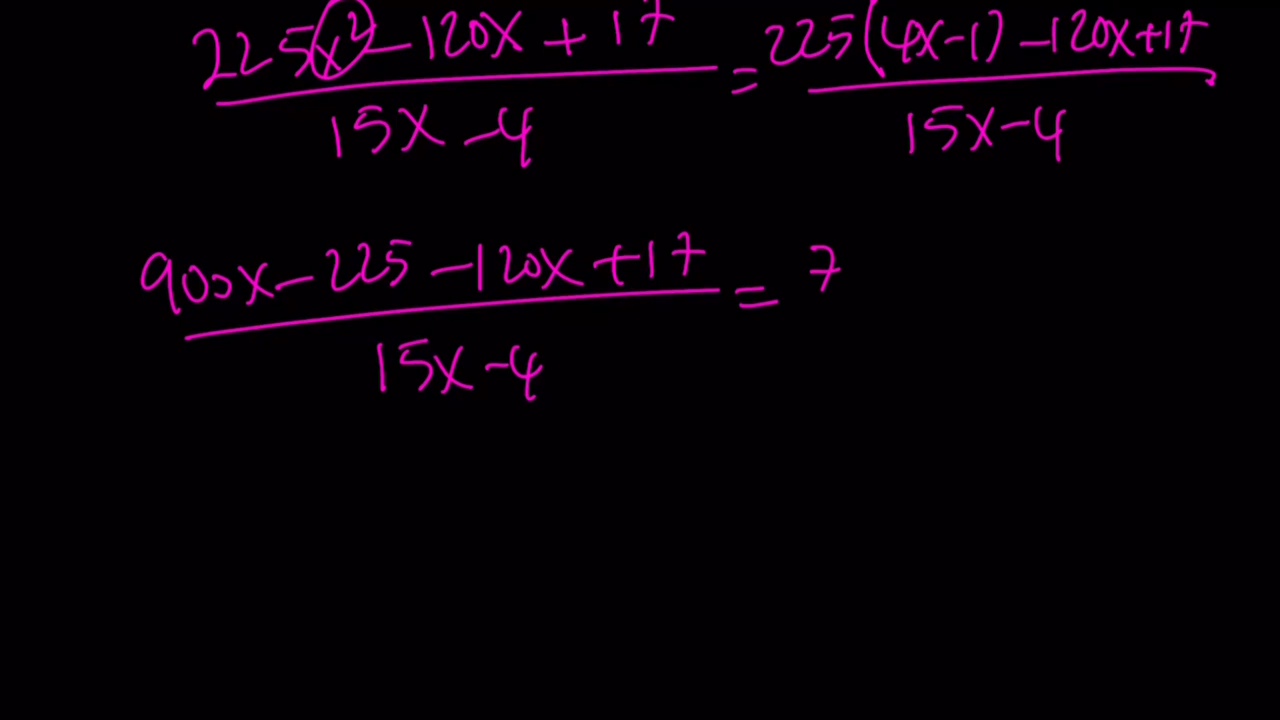 225x² - 120x + 17 = 225(4x-1) - 120x+17
15x - 4 15x - 4
900x - 225 - 120x + 17 = 7
15x - 4